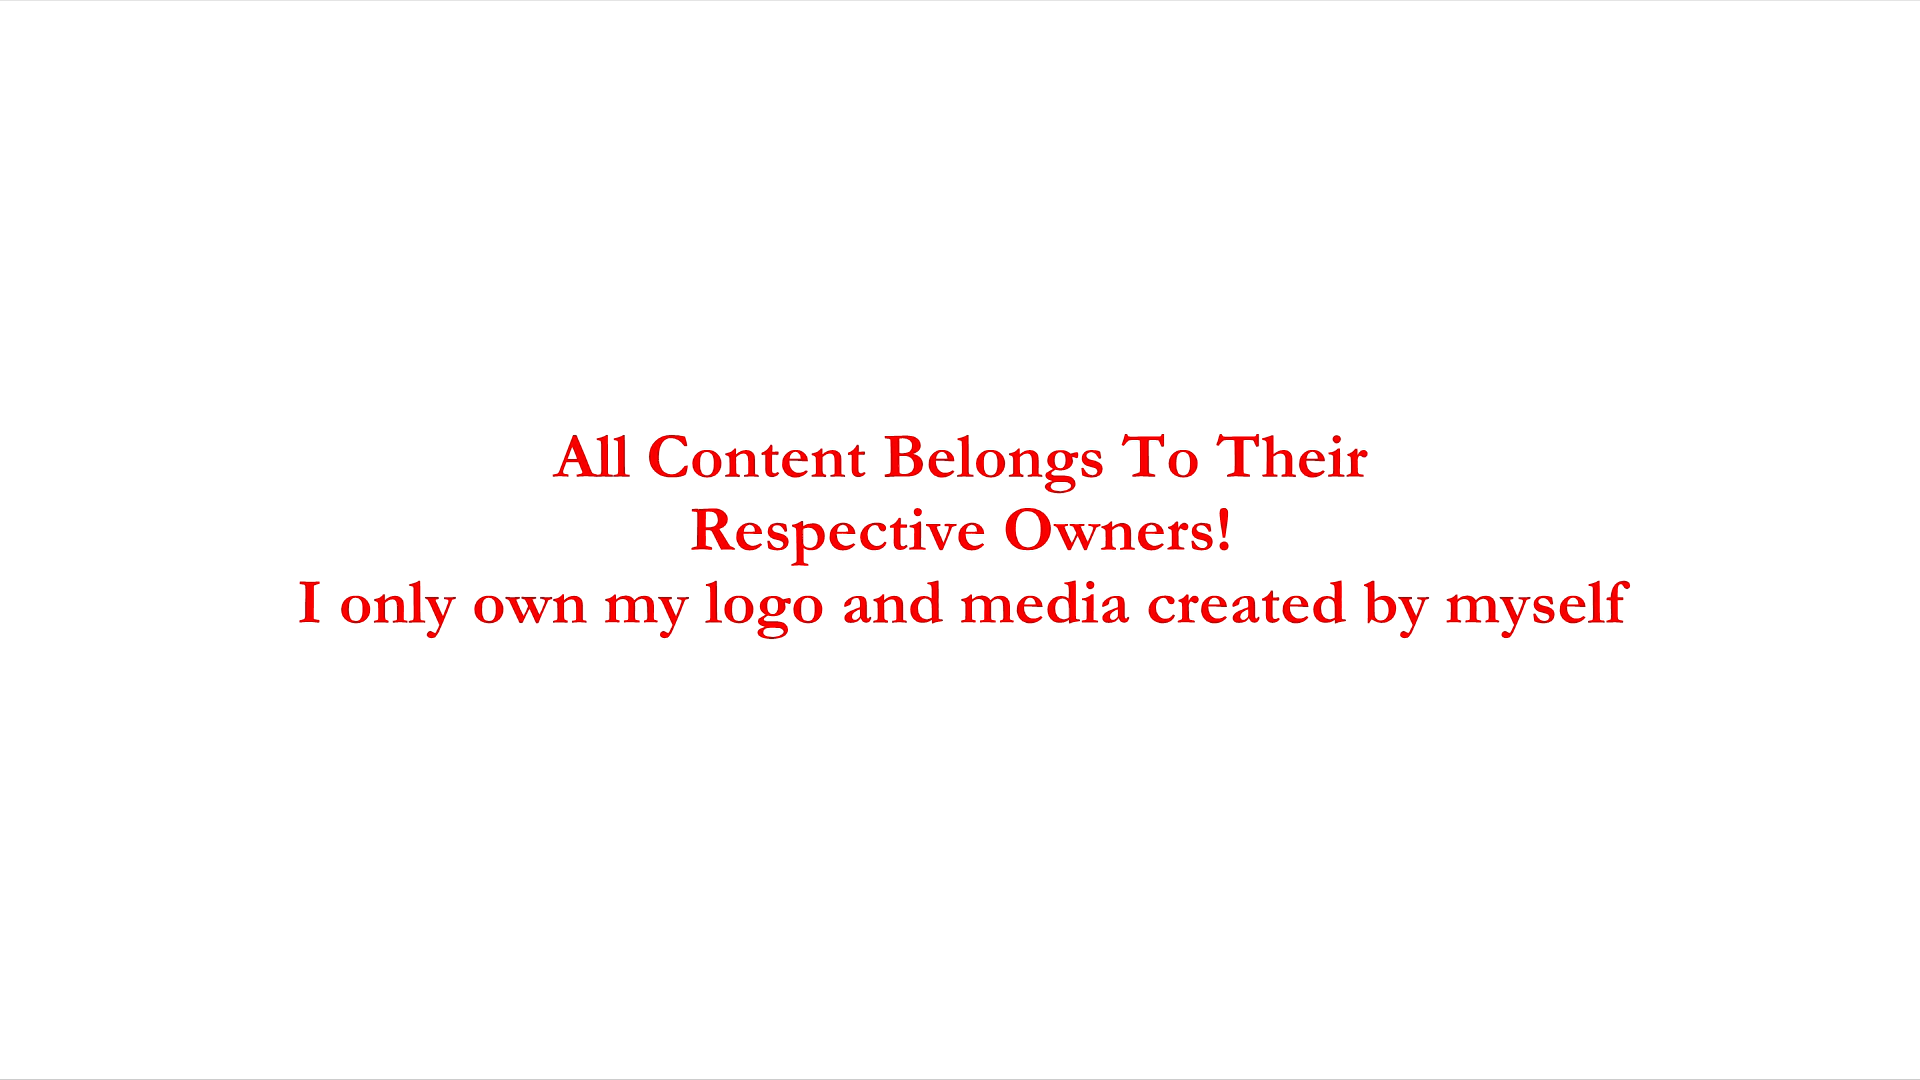 All Content Belongs To Their
Respective Owners!
I only own my logo and media created by myself